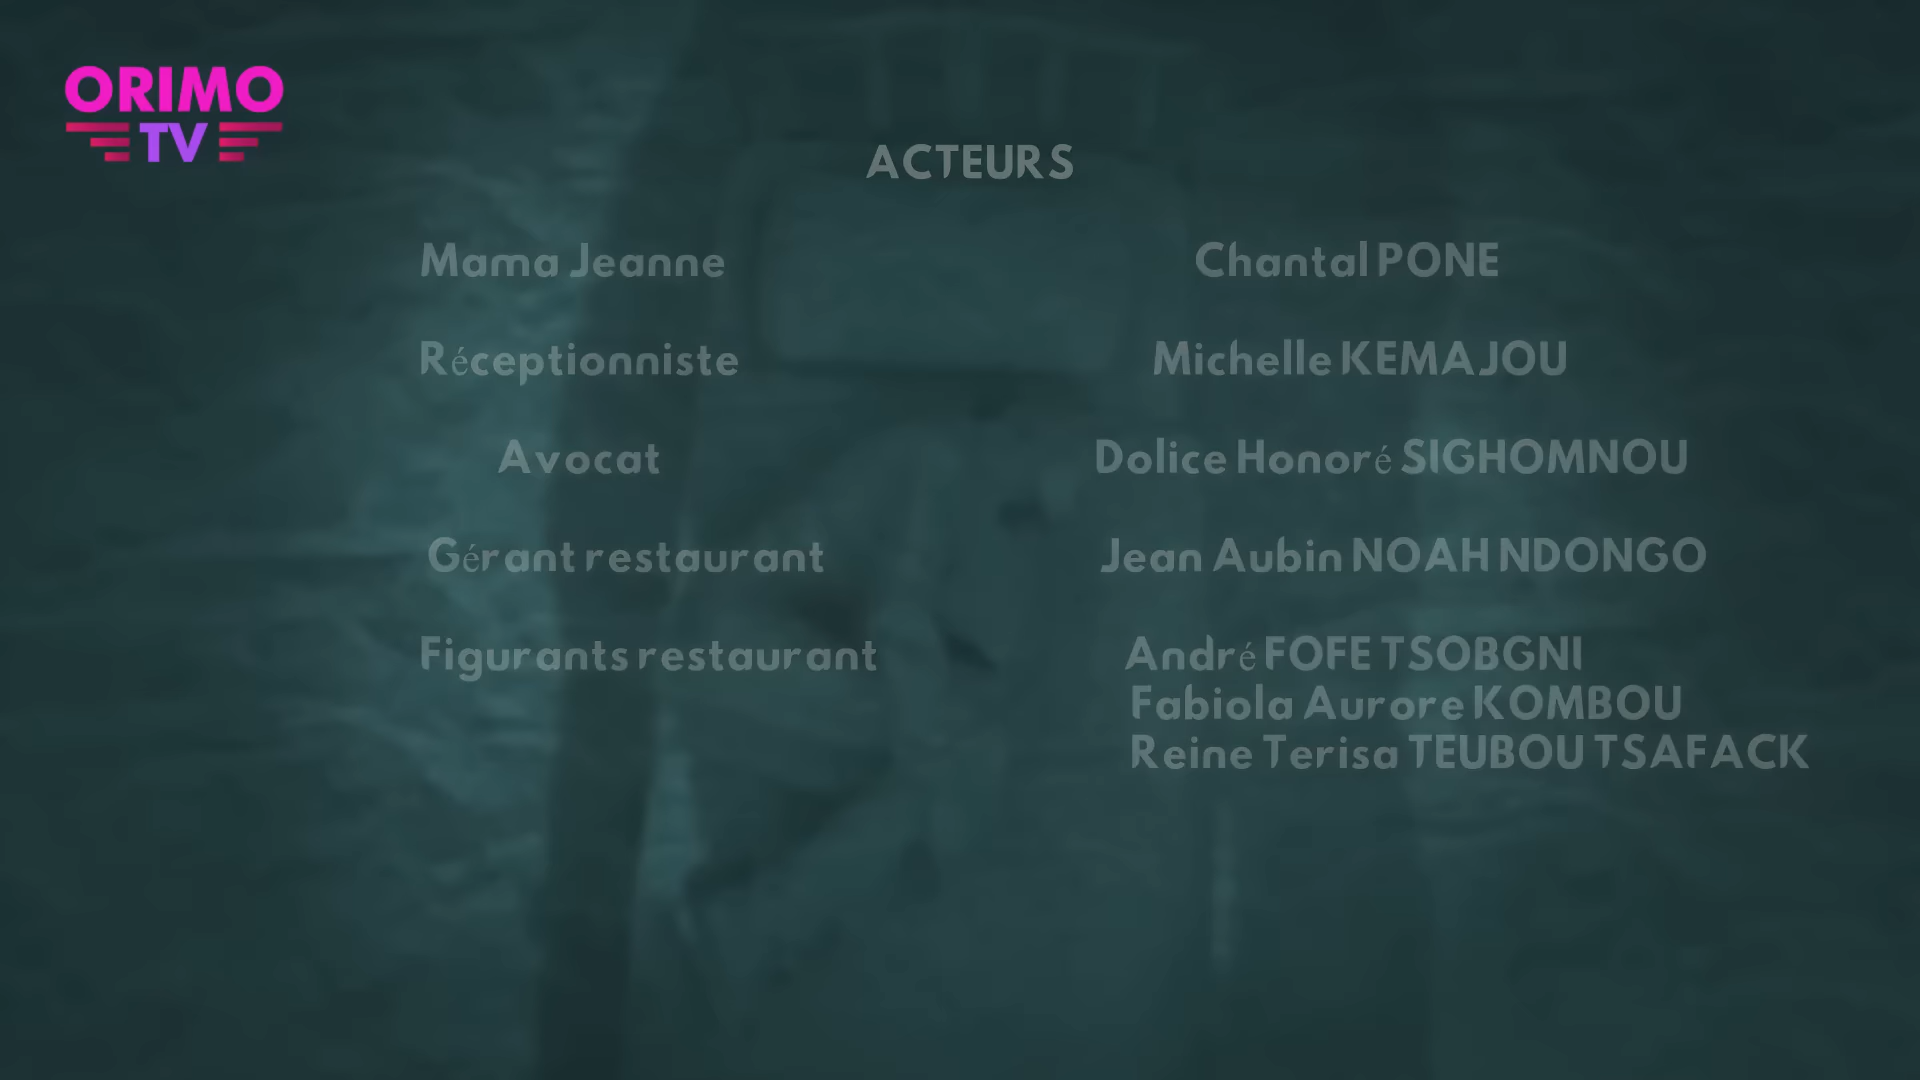 ORIMO
TV
ACTEURS
Mama Jeanne Chantal PONE
Réceptionniste Michelle KEMAJOU
Avocat Dolice Honoré SIGHOMNOU
Gérant restaurant Jean Aubin NOAH NDONGO
Figurants restaurant André FOFE TSOBGNI
Fabiola Aurore KOMBOU
Reine Terisa TEUBOU TSAFACK